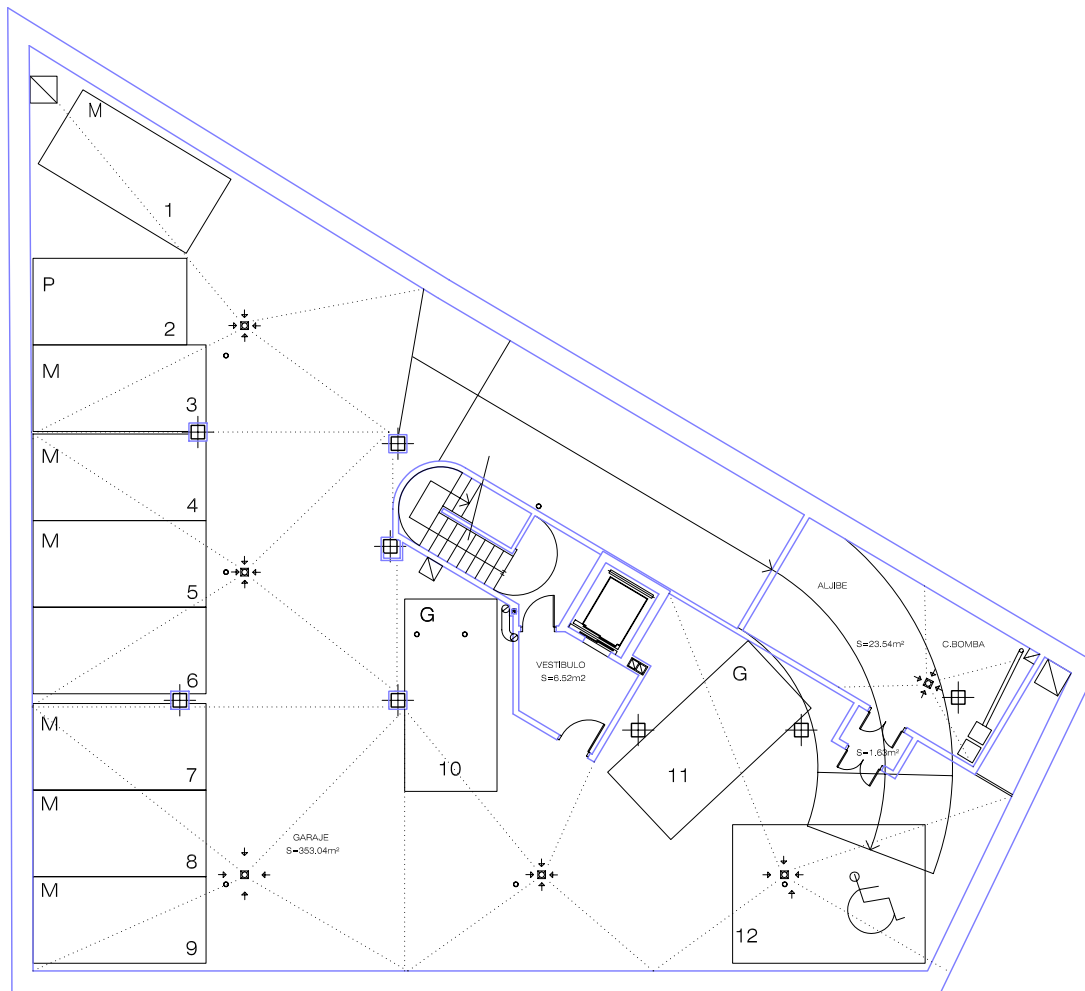 M
1
P
2
M
3
M
4
M
5
6
M
7
M
8
M
9
GARAJE
S=353.04m²
G
10
VESTÍBULO
S=6.52m2
G
11
ALJIBE
S=23.54m²
C.BOMBA
S=1.63m²
12